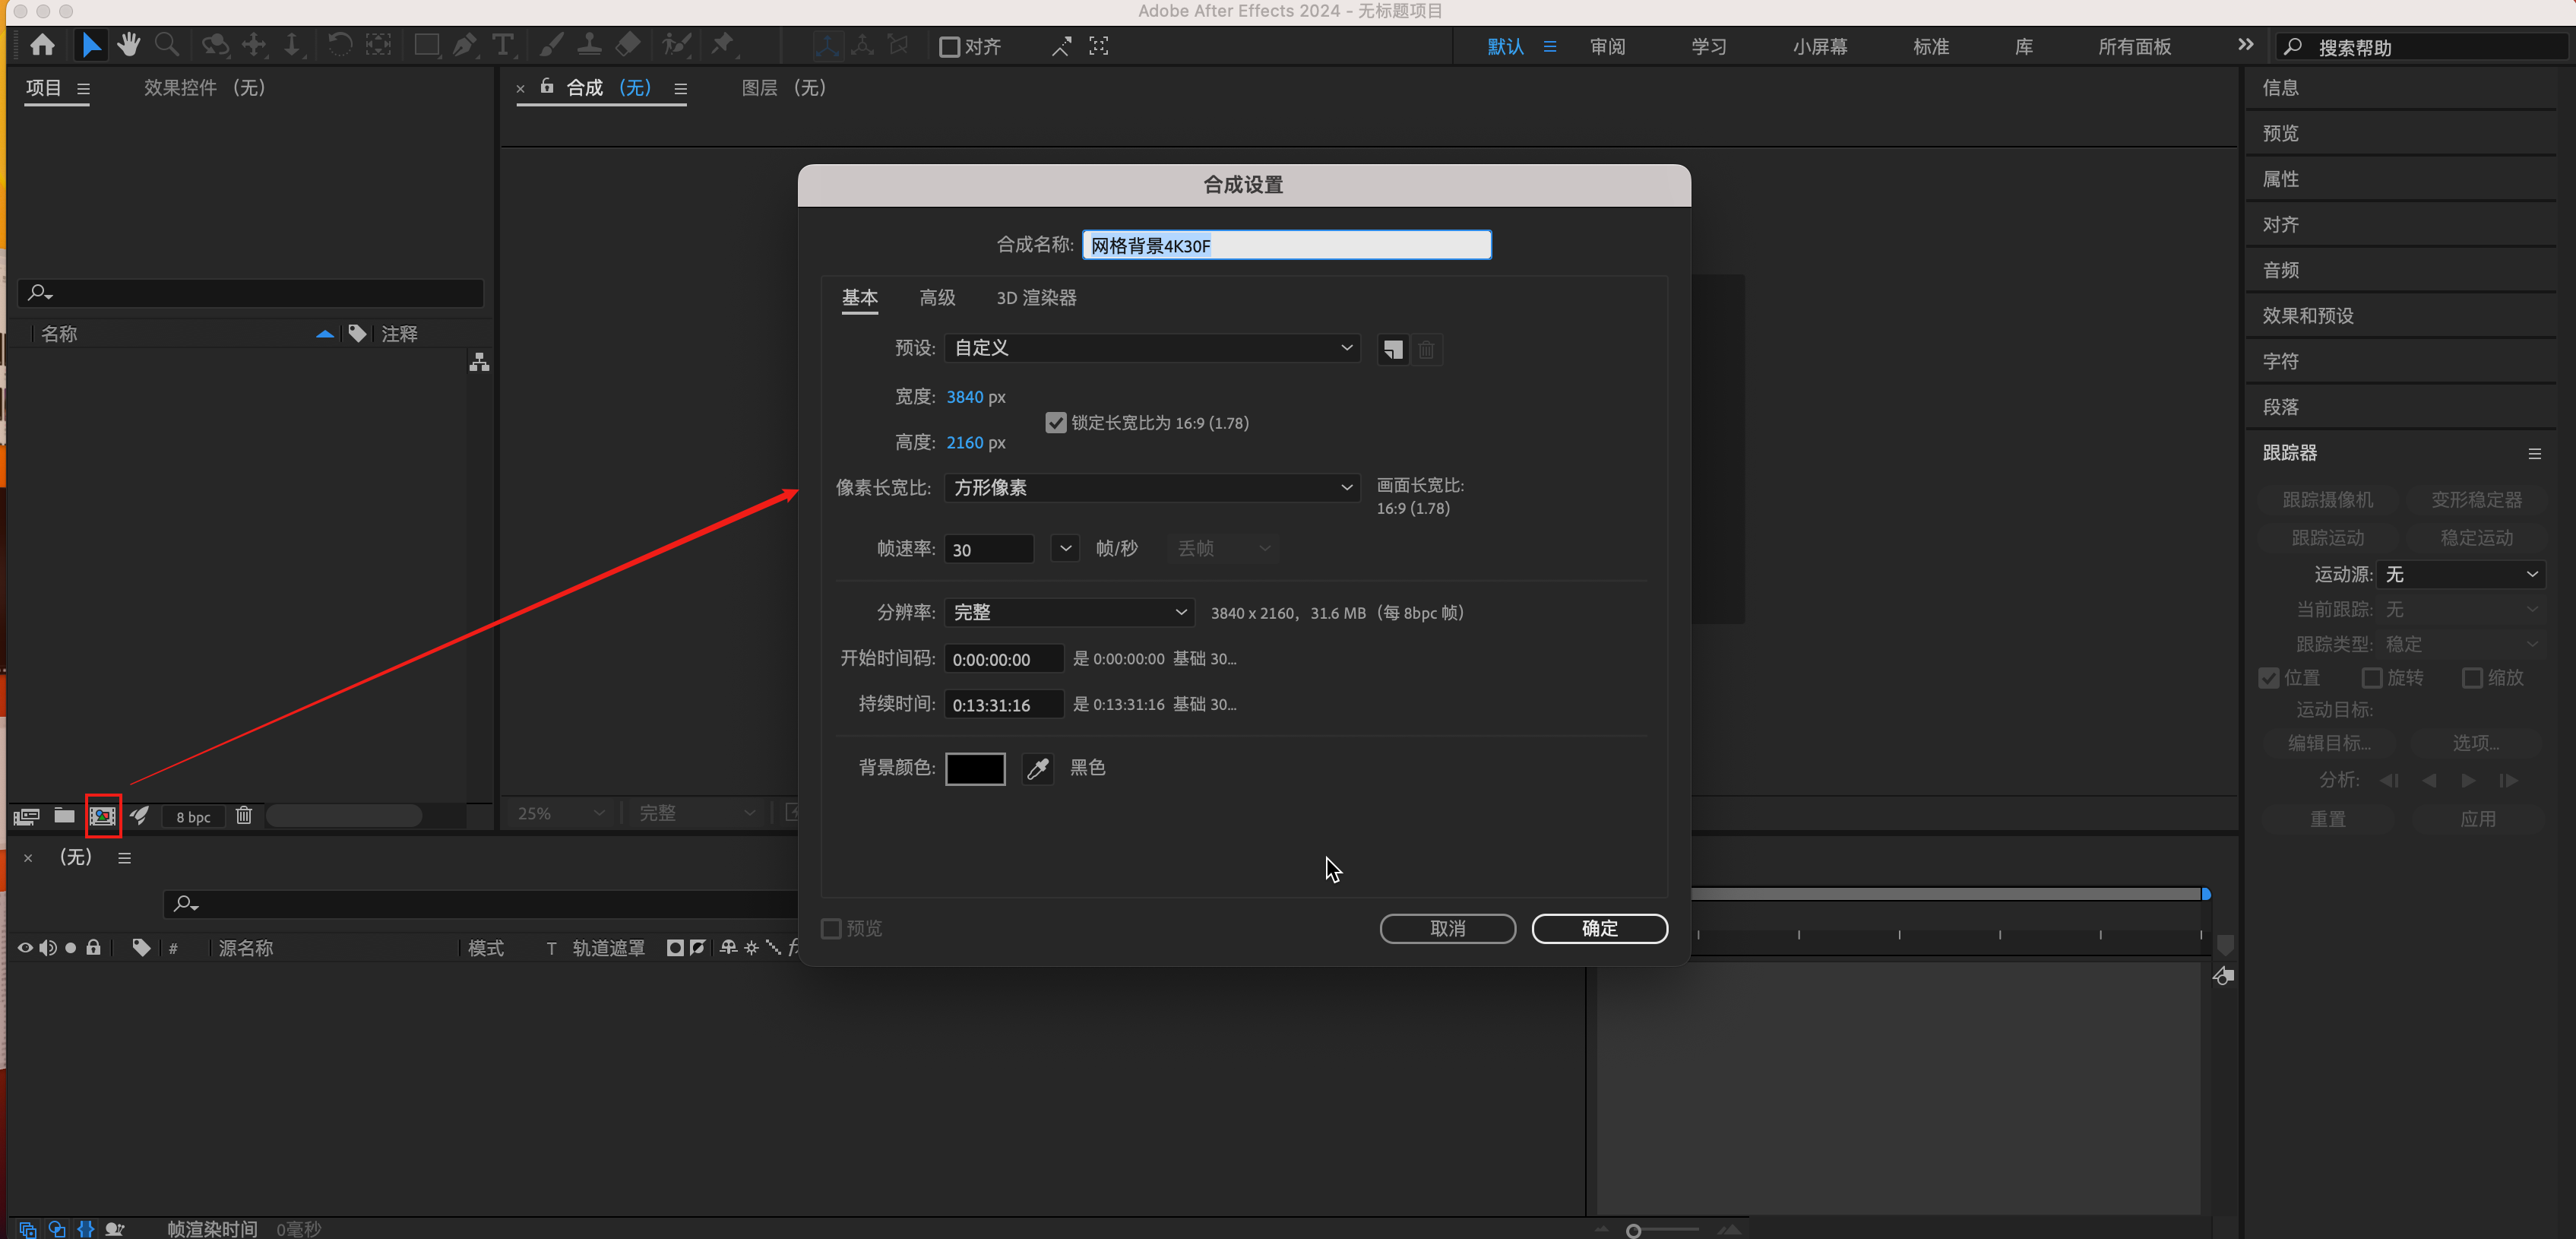 Adobe After Effects 2024 - 无标题项目
对齐
默认
审阅
学习
小屏幕
标准
库
所有面板
搜索帮助
项目
效果控件 (无)
合成 (无)
图层 (无)
信息
预览
属性
对齐
音频
效果和预设
字符
段落
跟踪器
跟踪摄像机 变形稳定器
跟踪运动 稳定运动
运动源: 无
当前跟踪: 无
跟踪类型: 稳定
位置 旋转 缩放
运动目标:
编辑目标... 选项...
分析:
重置 应用
名称 注释
8 bpc
25% 完整
合成设置
合成名称: 网格背景4K30F
基本 高级 3D 渲染器
预设: 自定义
宽度: 3840 px
锁定长宽比为 16:9 (1.78)
高度: 2160 px
像素长宽比: 方形像素
画面长宽比:
16:9 (1.78)
帧速率: 30 帧/秒 丢帧
分辨率: 完整 3840 x 2160, 31.6 MB (每 8bpc 帧)
开始时间码: 0:00:00:00 是 0:00:00:00 基础 30...
持续时间: 0:13:31:16 是 0:13:31:16 基础 30...
背景颜色: 黑色
预览 取消 确定
(无)
# 源名称 模式 T 轨道遮罩
帧渲染时间 0毫秒